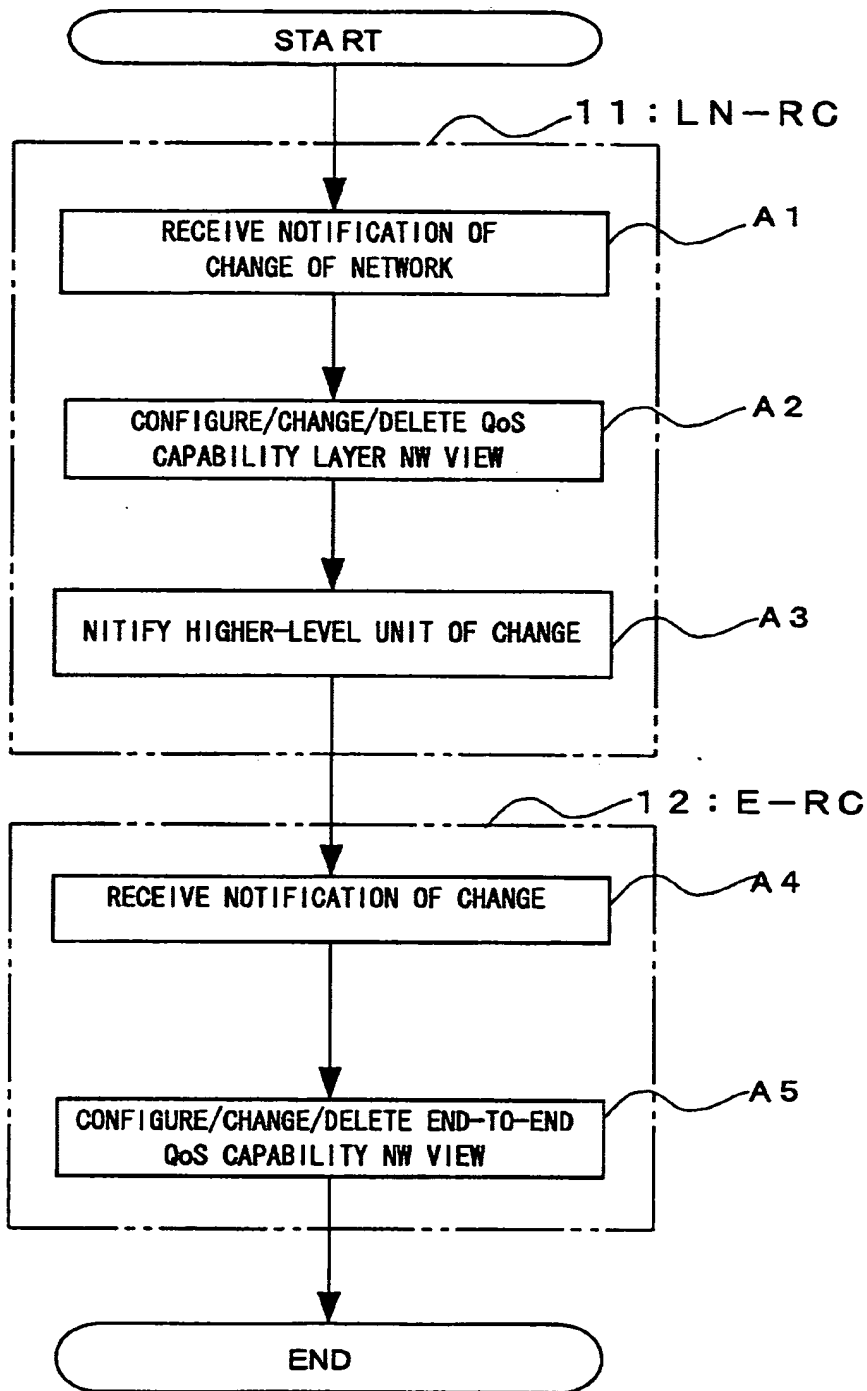 START
11:LN-RC
RECEIVE NOTIFICATION OF
CHANGE OF NETWORK
A1
CONFIGURE/CHANGE/DELETE QoS
CAPABILITY LAYER NW VIEW
A2
NITIFY HIGHER-LEVEL UNIT OF CHANGE
A3
12:E-RC
RECEIVE NOTIFICATION OF CHANGE
A4
CONFIGURE/CHANGE/DELETE END-TO-END
QoS CAPABILITY NW VIEW
A5
END